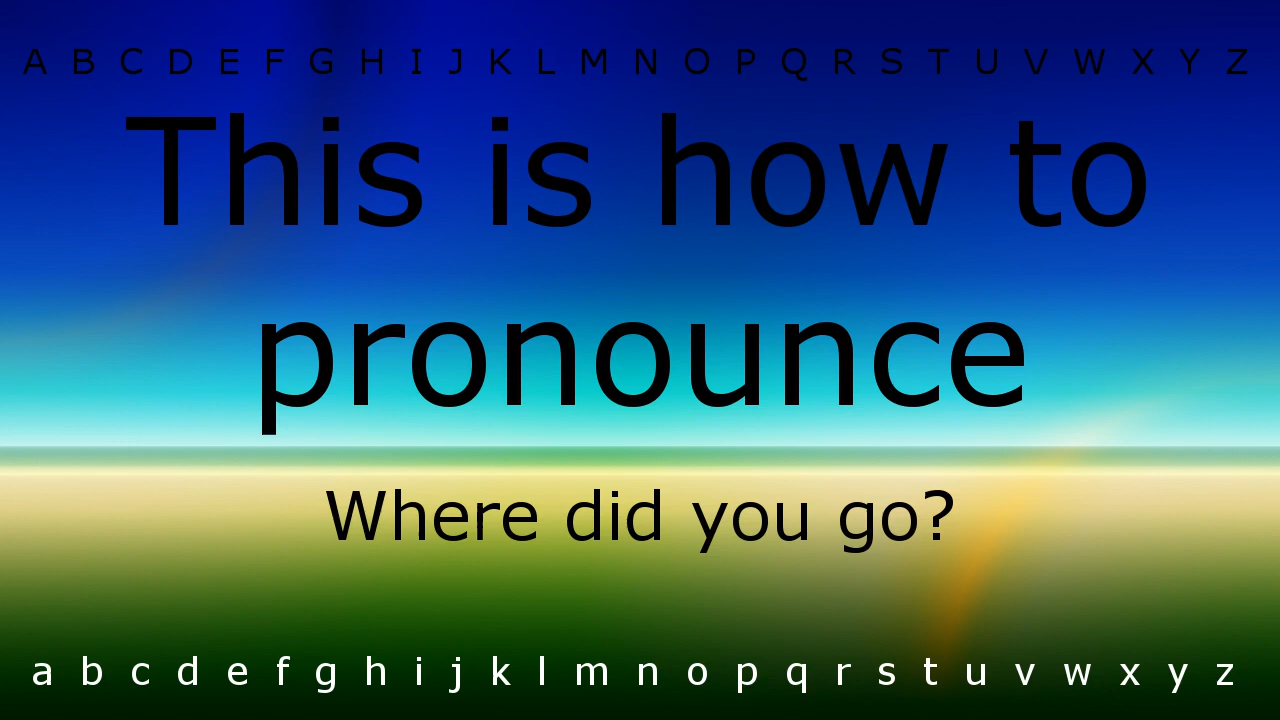 A B C D E F G H I J K L M N O P Q R S T U V W X Y Z
This is how to
pronounce
Where did you go?
a b c d e f g h i j k l m n o p q r s t u v w x y z